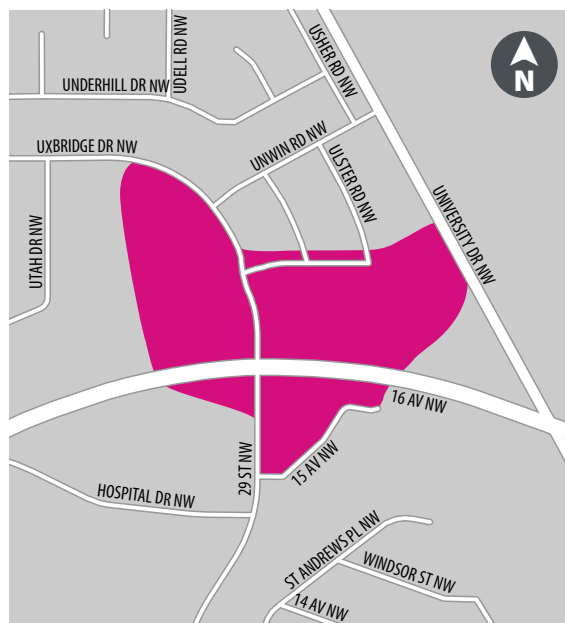 UDELL RD NW
USHER RD NW
N
UNDERHILL DR NW
UXBRIDGE DR NW
UNWIN RD NW
ULSTER RD NW
UTAH DR NW
UNIVERSITY DR NW
16 AV NW
29 ST NW
15 AV NW
HOSPITAL DR NW
ST ANDREWS PL NW
WINDSOR ST NW
14 AV NW